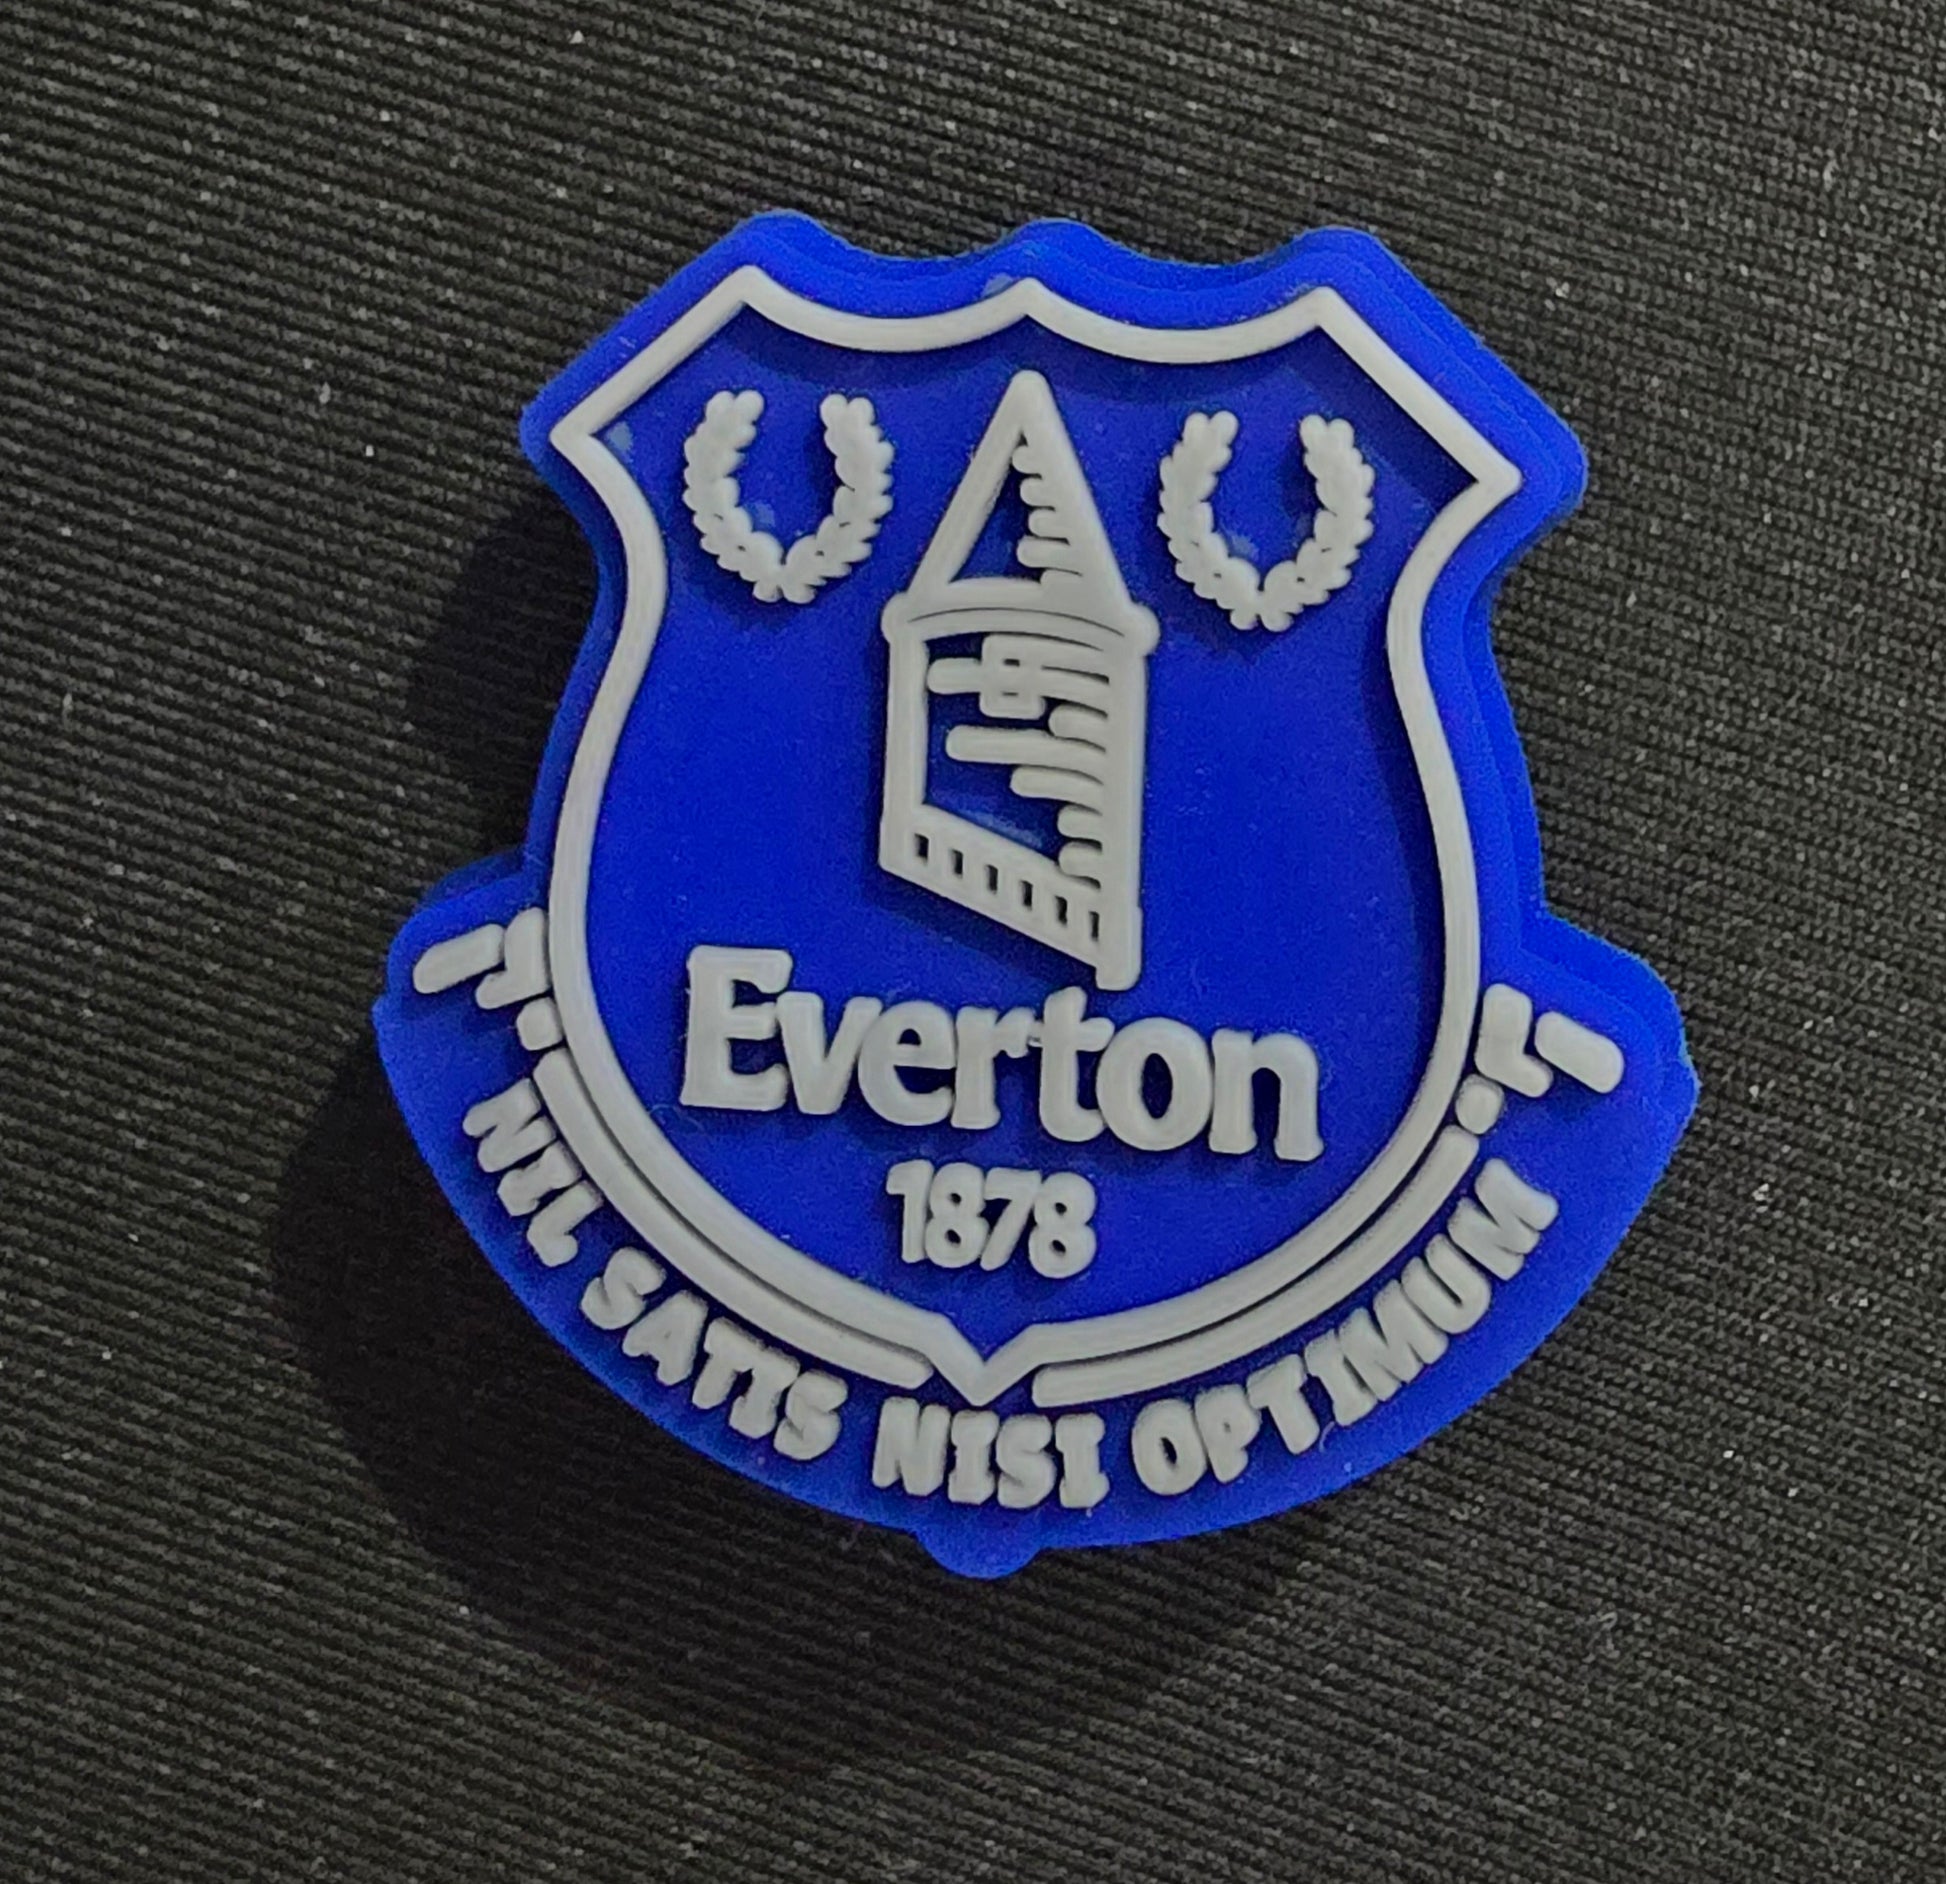 Everton
1878
NIL SATIS NISI OPTIMUM